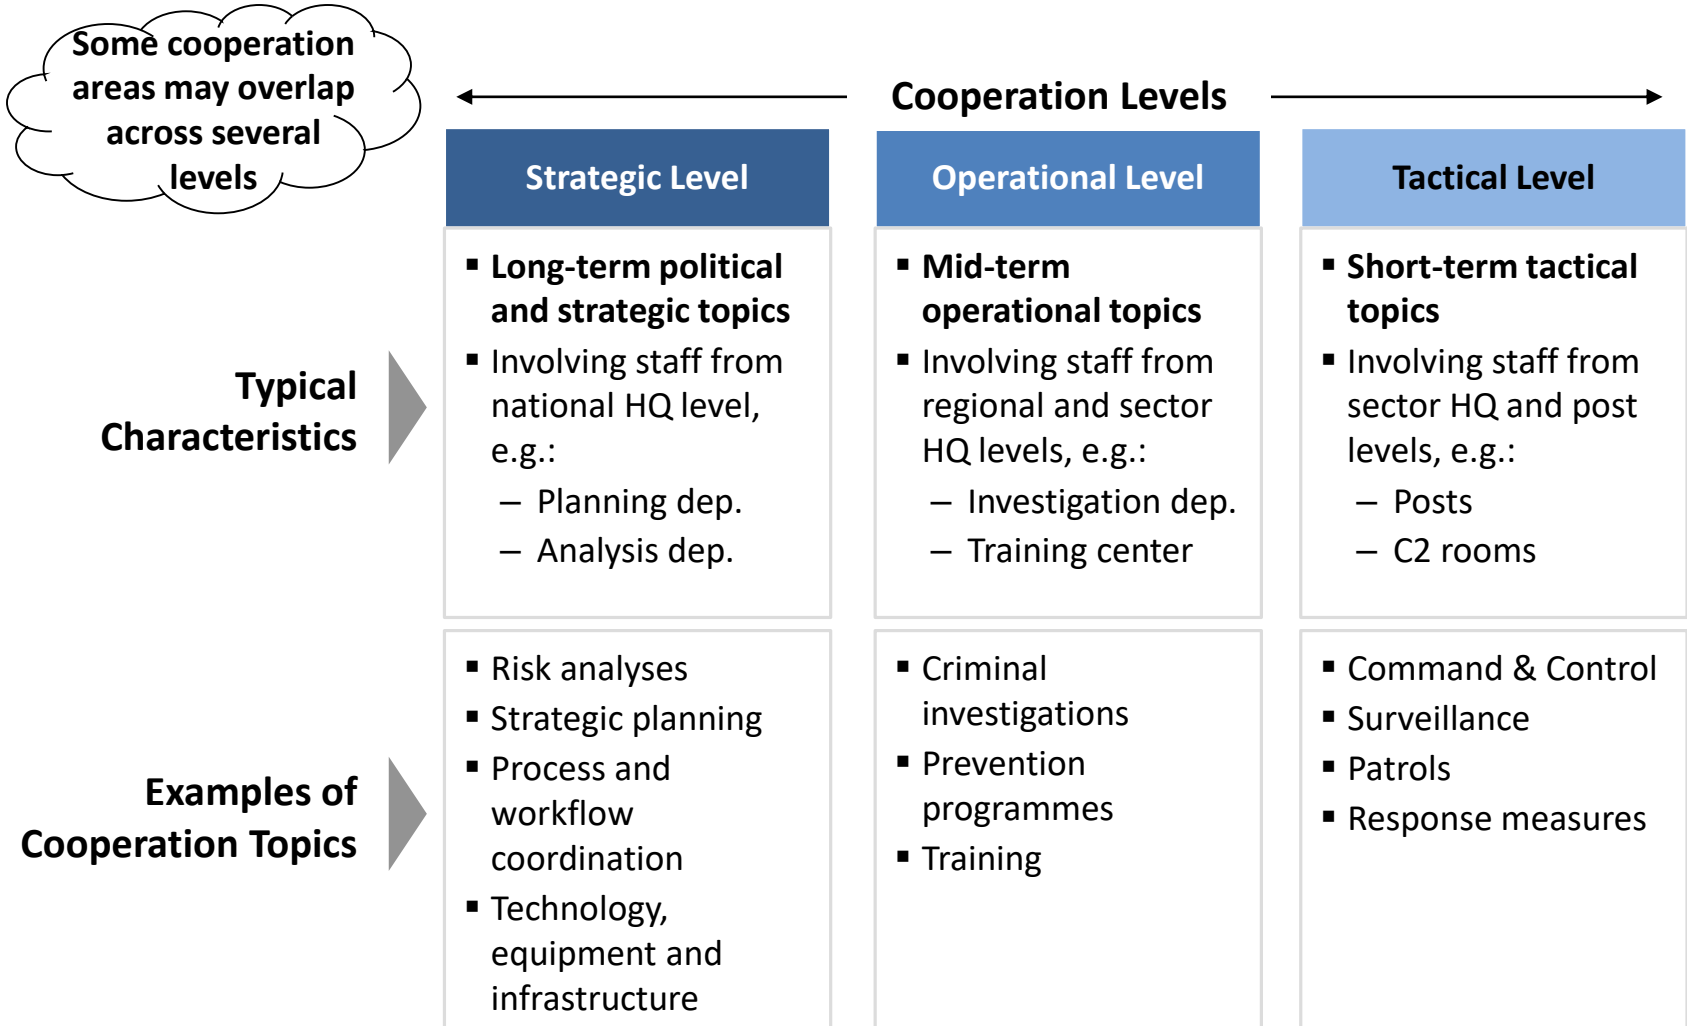 Some cooperation
areas may overlap
across several
levels
Cooperation Levels
Strategic Level
Operational Level
Tactical Level
Typical
Characteristics
▪ Long-term political
and strategic topics
▪ Involving staff from
national HQ level,
e.g.:
– Planning dep.
– Analysis dep.
▪ Mid-term
operational topics
▪ Involving staff from
regional and sector
HQ levels, e.g.:
– Investigation dep.
– Training center
▪ Short-term tactical
topics
▪ Involving staff from
sector HQ and post
levels, e.g.:
– Posts
– C2 rooms
Examples of
Cooperation Topics
▪ Risk analyses
▪ Strategic planning
▪ Process and
workflow
coordination
▪ Technology,
equipment and
infrastructure
▪ Criminal
investigations
▪ Prevention
programmes
▪ Training
▪ Command & Control
▪ Surveillance
▪ Patrols
▪ Response measures